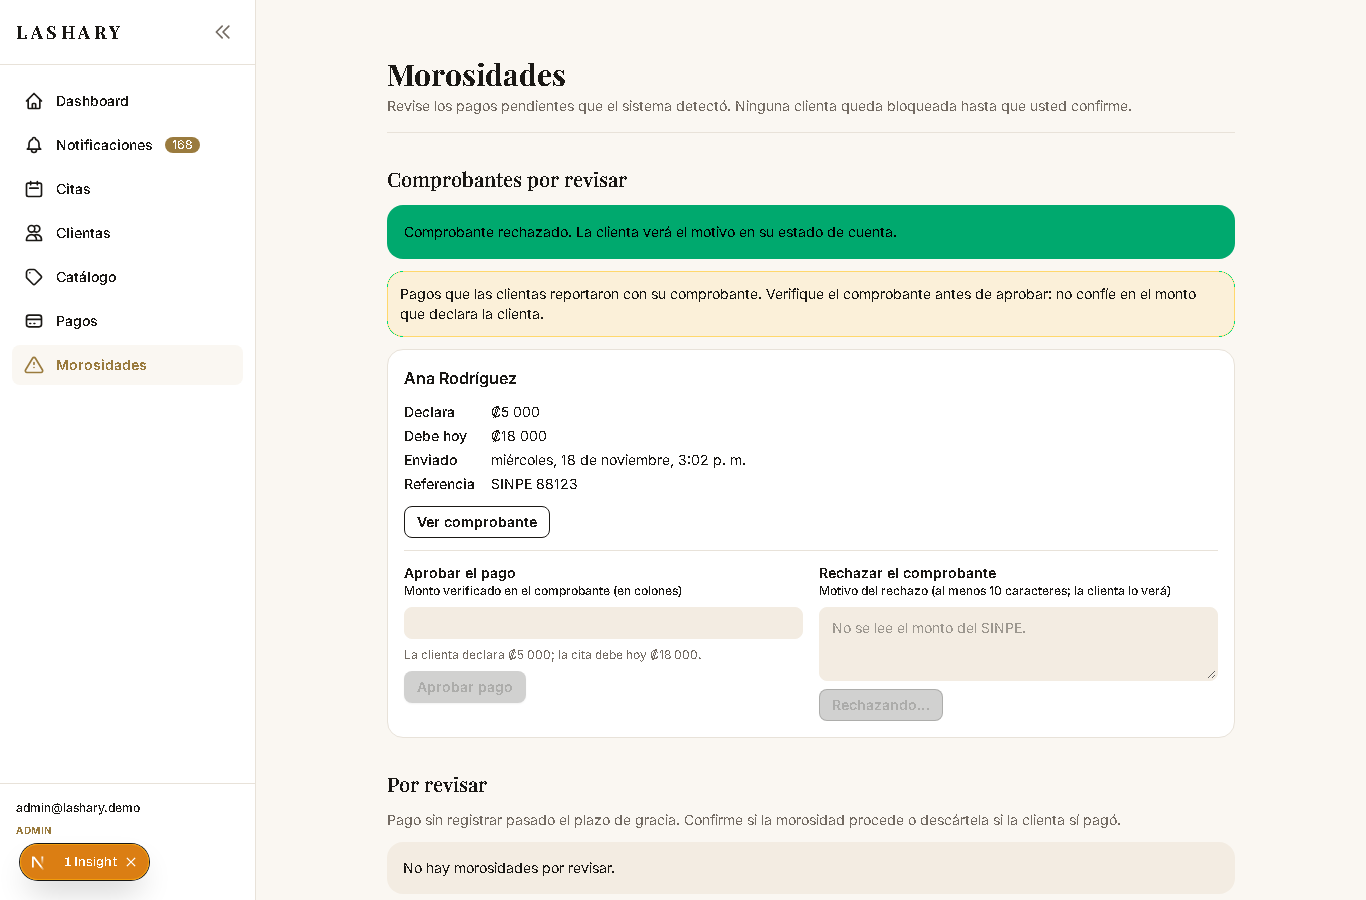 LASHARY
Dashboard
Notificaciones 168
Citas
Clientas
Catálogo
Pagos
Morosidades
admin@lashary.demo
ADMIN
N 1 Insight
Morosidades
Revise los pagos pendientes que el sistema detectó. Ninguna clienta queda bloqueada hasta que usted confirme.
Comprobantes por revisar
Comprobante rechazado. La clienta verá el motivo en su estado de cuenta.
Pagos que las clientas reportaron con su comprobante. Verifique el comprobante antes de aprobar: no confíe en el monto
que declara la clienta.
Ana Rodríguez
Declara ₡5 000
Debe hoy ₡18 000
Enviado miércoles, 18 de noviembre, 3:02 p. m.
Referencia SINPE 88123
Ver comprobante
Aprobar el pago
Monto verificado en el comprobante (en colones)
La clienta declara ₡5 000; la cita debe hoy ₡18 000.
Aprobar pago
Rechazar el comprobante
Motivo del rechazo (al menos 10 caracteres; la clienta lo verá)
No se lee el monto del SINPE.
Rechazando...
Por revisar
Pago sin registrar pasado el plazo de gracia. Confirme si la morosidad procede o descártela si la clienta sí pagó.
No hay morosidades por revisar.